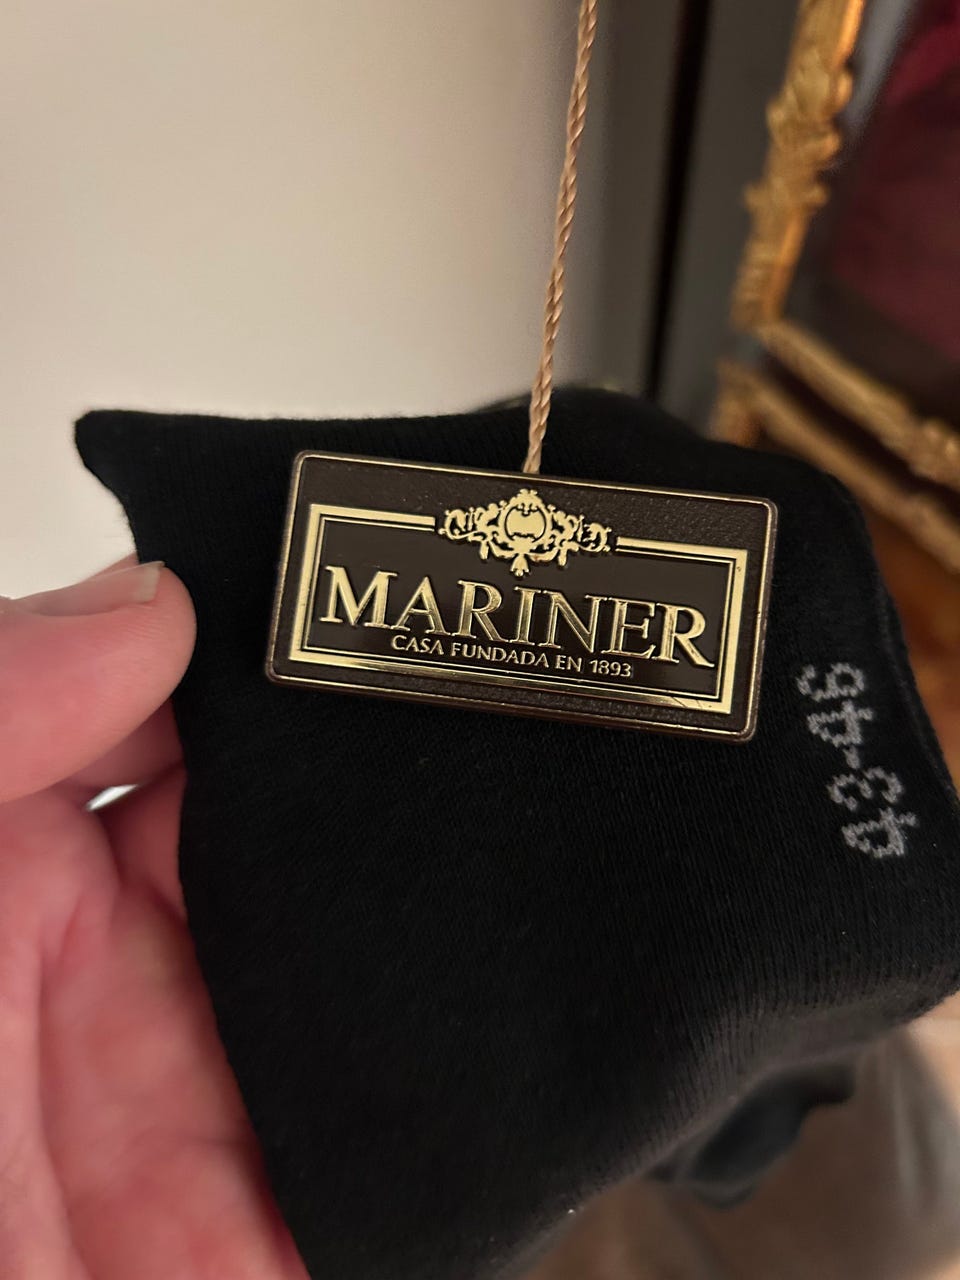 MARINER
CASA FUNDADA EN 1893
43-46